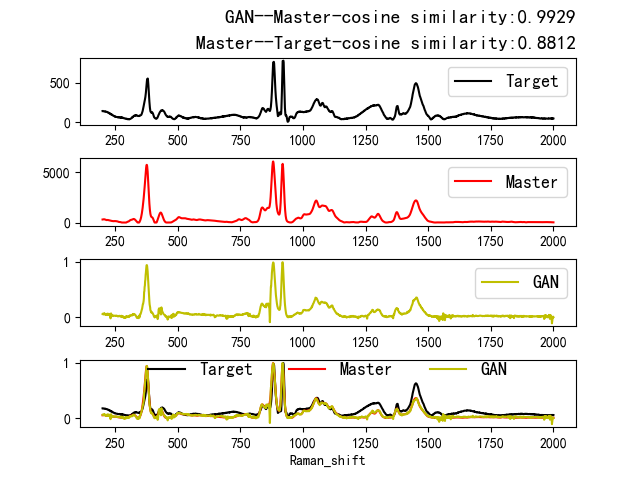 GAN--Master-cosine similarity:0.9929
Master--Target-cosine similarity:0.8812
500
0
Target
250 500 750 1000 1250 1500 1750 2000
5000
0
Master
250 500 750 1000 1250 1500 1750 2000
1
0
GAN
250 500 750 1000 1250 1500 1750 2000
1
0
Target Master GAN
250 500 750 1000 1250 1500 1750 2000
Raman_shift